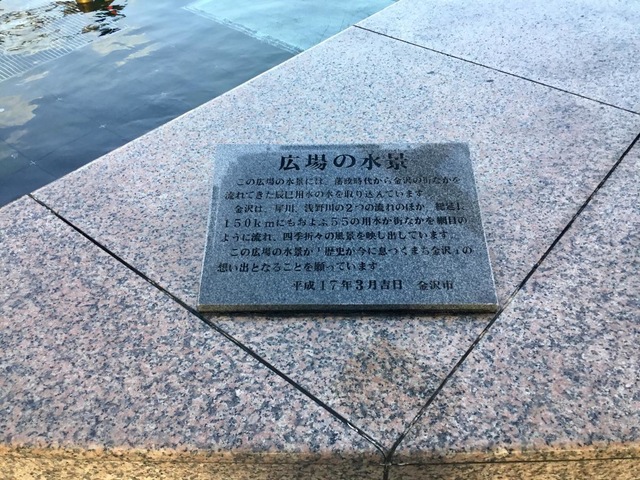 広場の水景
この広場の水景には、藩政時代から金沢の街なかを
流れてきた辰巳用水の水を取り込んでいます。
金沢は、犀川、浅野川の2つの流れのほか、総延長
150kmにもおよぶ55の用水が街なかを網目の
ように流れ、四季折々の風景を映し出しています。
この広場の水景が「歴史が今に息づくまち金沢」の
想い出となることを願っています。
平成17年3月吉日 金沢市